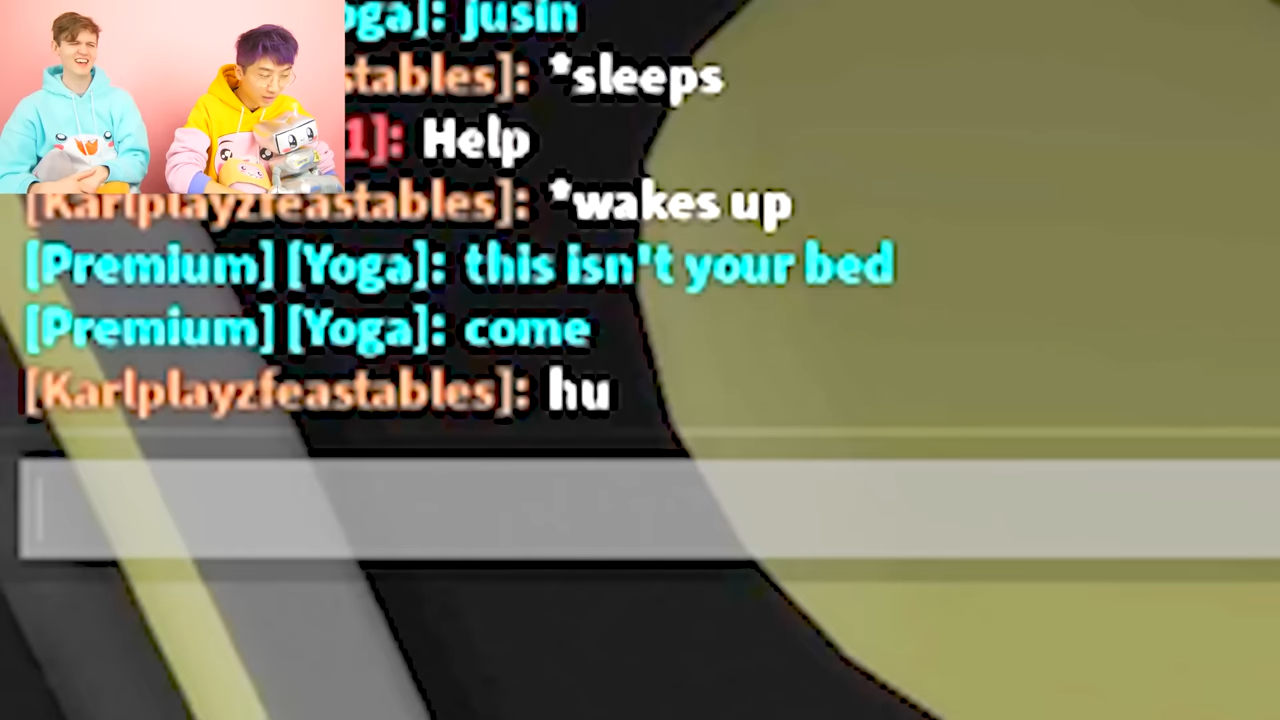 oga]: jusin
stables]: *sleeps
1]: Help
[Karlplayzfeastables]: *wakes up
[Premium] [Yoga]: this isn't your bed
[Premium] [Yoga]: come
[Karlplayzfeastables]: hu